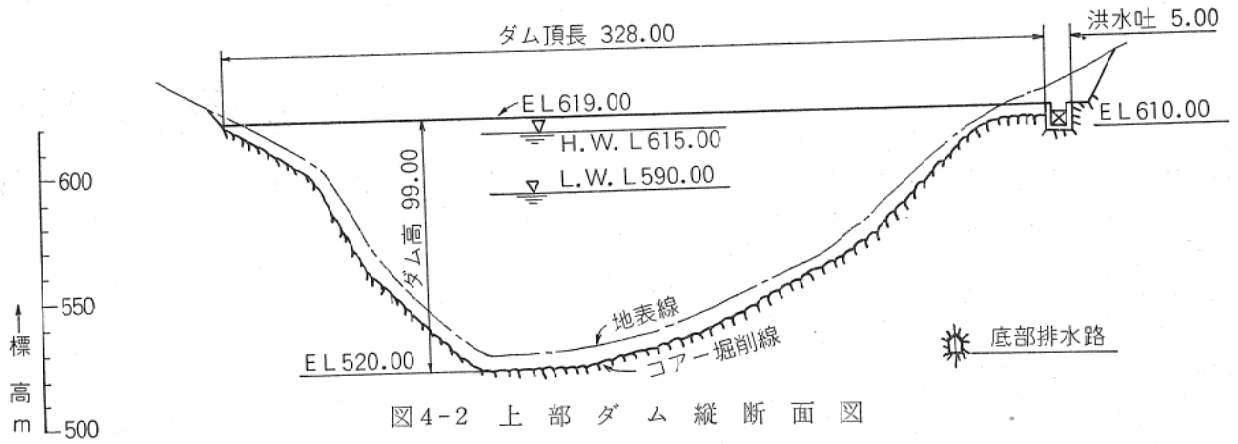 ダム頂長 328.00
洪水吐 5.00
EL619.00
EL610.00
H.W.L615.00
L.W.L590.00
ダム高 99.00
600
550
500
標高m
地表線
コアー堀削線
底部排水路
EL520.00
図4-2 上部ダム縦断面図